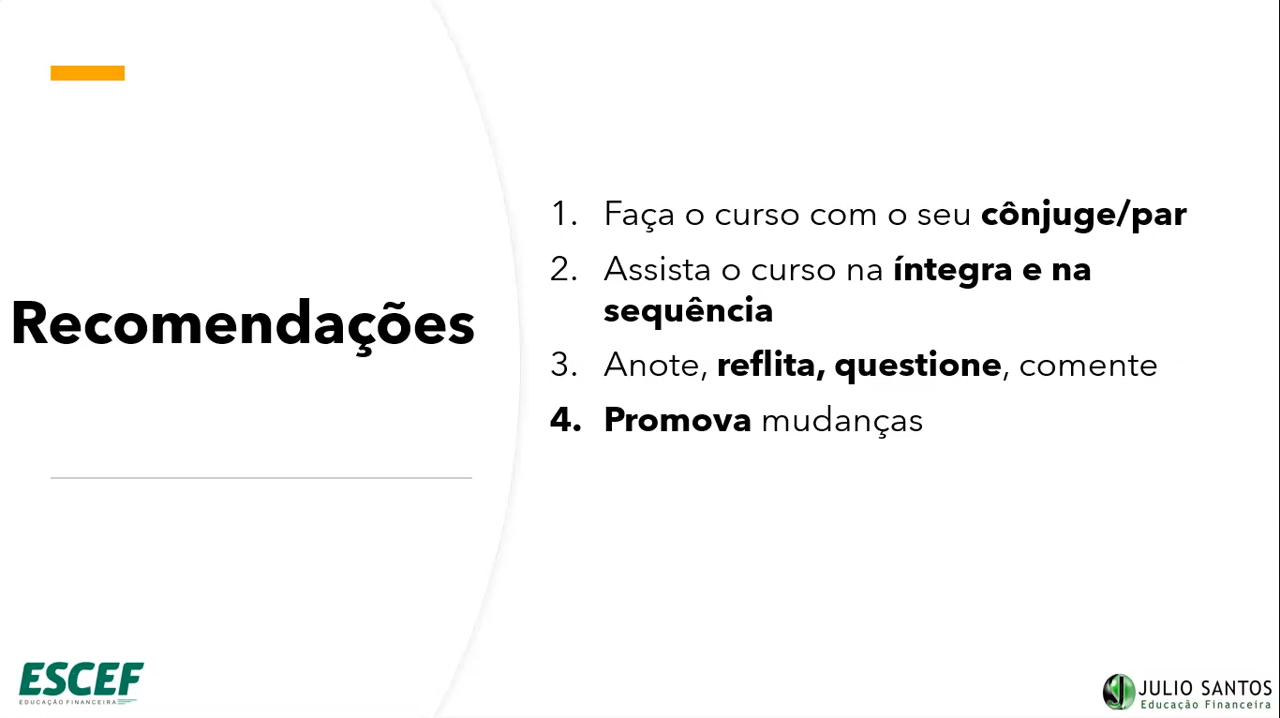 Recomendações
1. Faça o curso com o seu cônjuge/par
2. Assista o curso na íntegra e na
sequência
3. Anote, reflita, questione, comente
4. Promova mudanças
ESCEF
EDUCAÇÃO FINANCEIRA
JULIO SANTOS
Educação Financeira